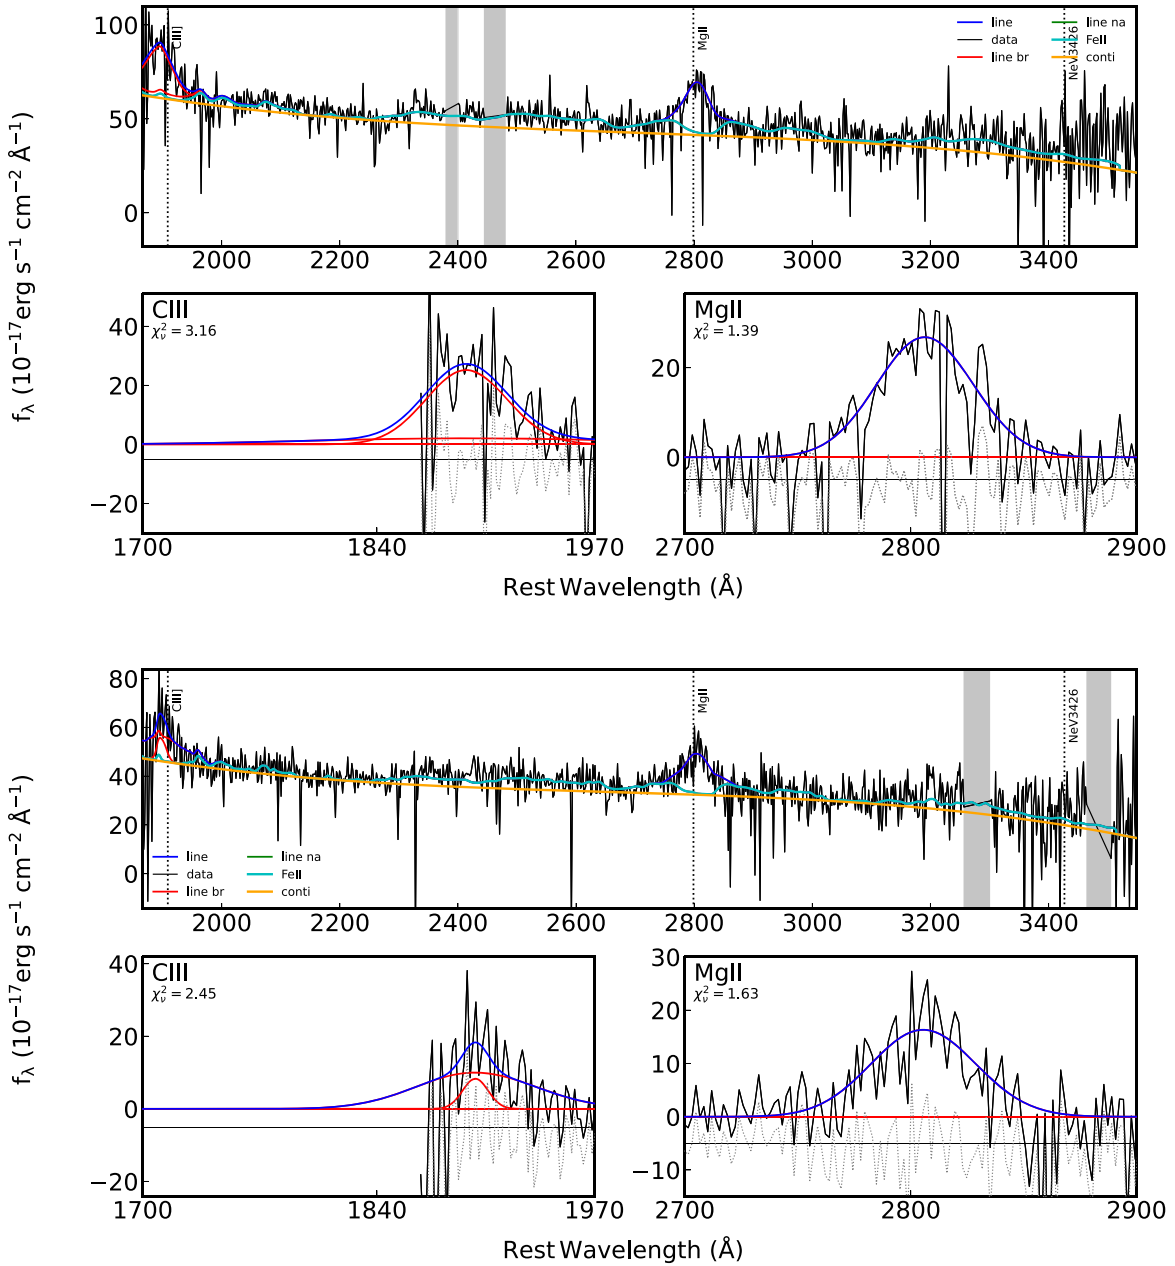 f_λ (10⁻¹⁷erg s⁻¹ cm⁻² Å⁻¹)
100
50
0
CIII]
MgII
NeV3426
line
data
line br
line na
FeII
conti
2000 2200 2400 2600 2800 3000 3200 3400
CIII
χ²_ν = 3.16
40
20
0
−20
1700 1840 1970
MgII
χ²_ν = 1.39
20
0
2700 2800 2900
Rest Wavelength (Å)
f_λ (10⁻¹⁷erg s⁻¹ cm⁻² Å⁻¹)
80
60
40
20
0
CIII]
MgII
NeV3426
line
data
line br
line na
FeII
conti
2000 2200 2400 2600 2800 3000 3200 3400
CIII
χ²_ν = 2.45
40
20
0
−20
1700 1840 1970
MgII
χ²_ν = 1.63
30
20
10
0
−10
2700 2800 2900
Rest Wavelength (Å)